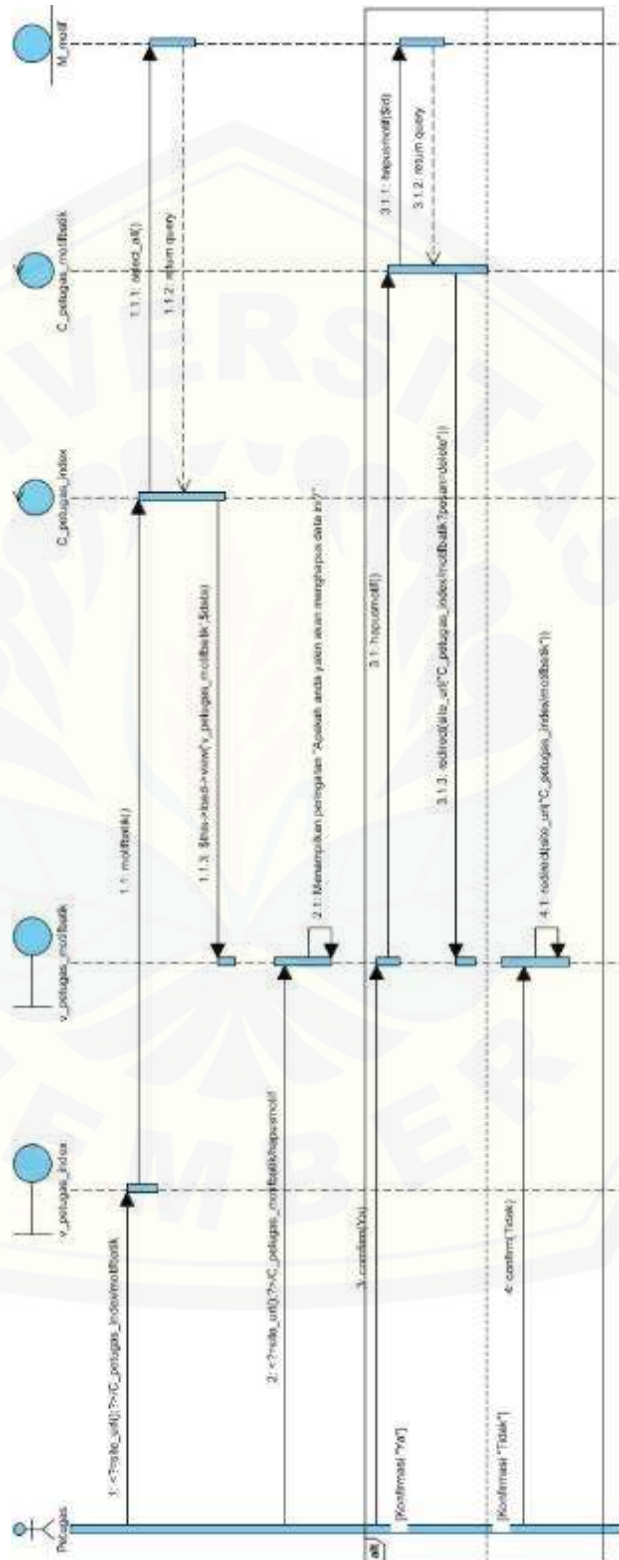 Petugas
v_petugas_index
v_petugas_motifbatik
C_petugas_index
C_petugas_motifbatik
M_motif
1: <?=site_url();?>/C_petugas_index/motifbatik
1.1: motifbatik()
1.1.1: select_all()
1.1.2: return query
1.1.3: $this->load->view('v_petugas_motifbatik',$data)
2: <?=site_url();?>/C_petugas_motifbatik/hapusmotif
2.1: Menampilkan peringatan "Apakah anda yakin akan menghapus data ini?"
alt
[Konfirmasi "Ya"]
3: confirm(Ya)
3.1: hapusmotif()
3.1.1: hapusmotif($id)
3.1.2: return query
3.1.3: redirect(site_url("C_petugas_index/motifbatik?pesan=delete"))
[Konfirmasi "Tidak"]
4: confirm(Tidak)
4.1: redirect(site_url("C_petugas_index/motifbatik"))
UNIVERSITAS
JEMBER